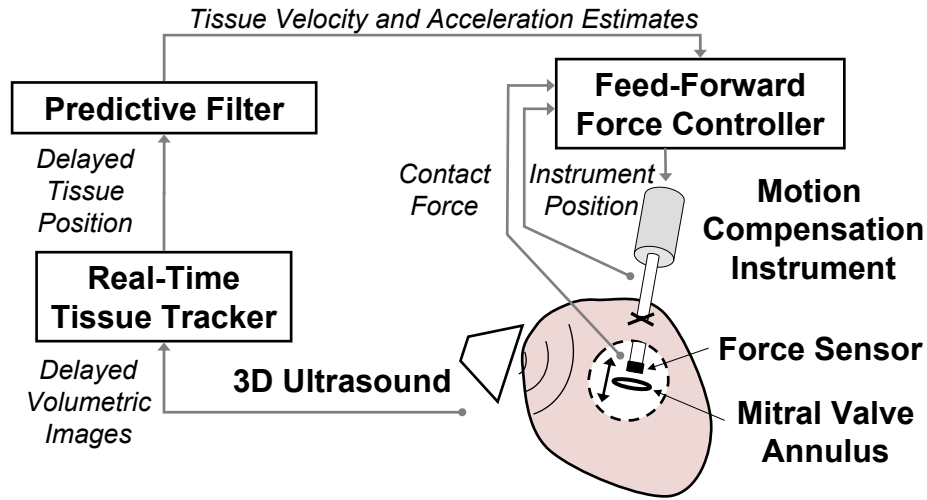 Tissue Velocity and Acceleration Estimates
Predictive Filter
Feed-Forward
Force Controller
Delayed
Tissue
Position
Contact
Force
Instrument
Position
Motion
Compensation
Instrument
Real-Time
Tissue Tracker
Force Sensor
3D Ultrasound
Delayed
Volumetric
Images
Mitral Valve
Annulus